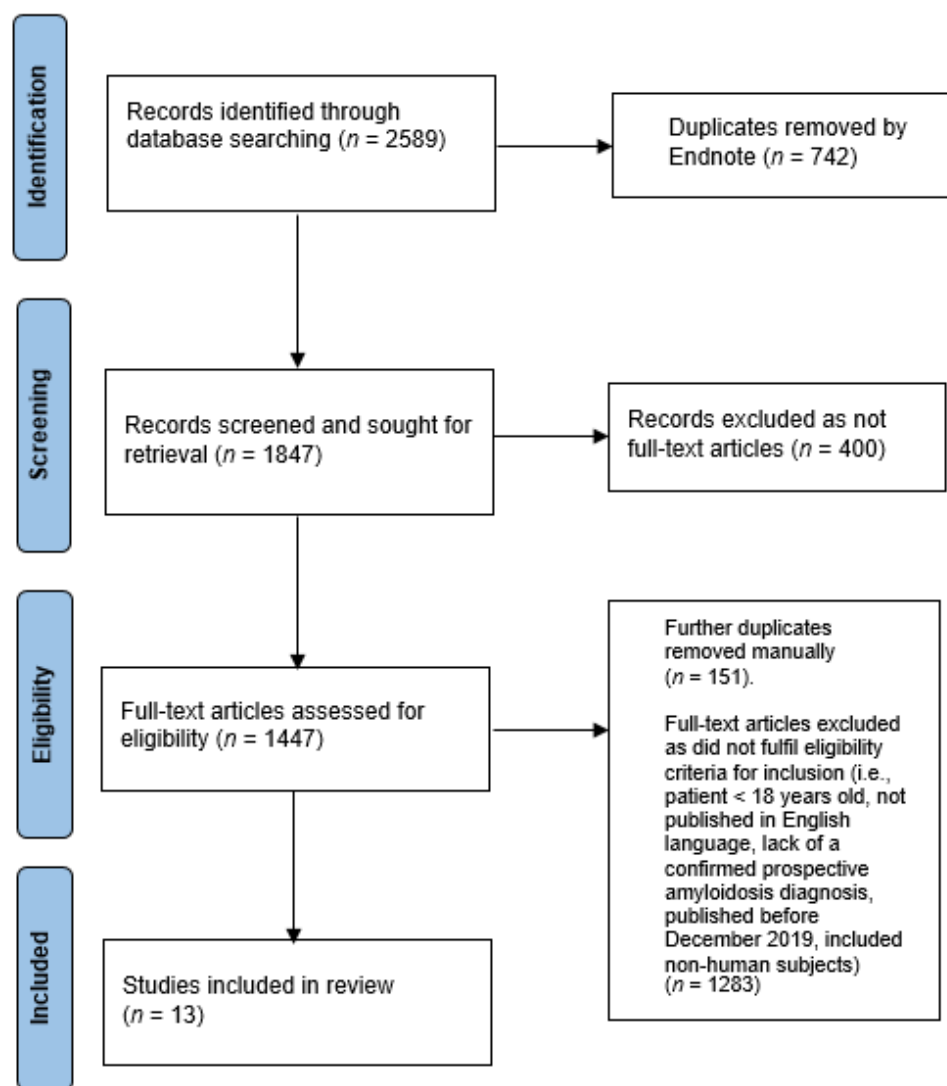 Identification
Records identified through
database searching (n = 2589)
Duplicates removed by
Endnote (n = 742)
Screening
Records screened and sought for
retrieval (n = 1847)
Records excluded as not
full-text articles (n = 400)
Eligibility
Full-text articles assessed for
eligibility (n = 1447)
Further duplicates
removed manually
(n = 151).
Full-text articles excluded
as did not fulfil eligibility
criteria for inclusion (i.e.,
patient < 18 years old, not
published in English
language, lack of a
confirmed prospective
amyloidosis diagnosis,
published before
December 2019, included
non-human subjects)
(n = 1283)
Included
Studies included in review
(n = 13)